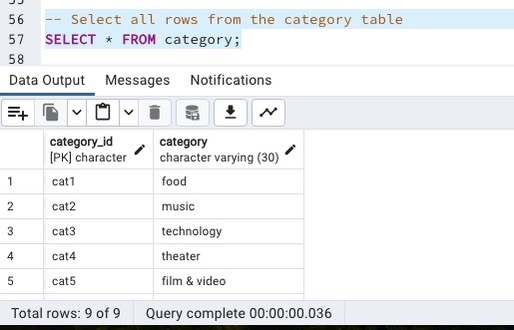 56 -- Select all rows from the category table
57 SELECT * FROM category;
58
Data Output Messages Notifications
category_id category
[PK] character character varying (30)
1 cat1 food
2 cat2 music
3 cat3 technology
4 cat4 theater
5 cat5 film & video
Total rows: 9 of 9 Query complete 00:00:00.036